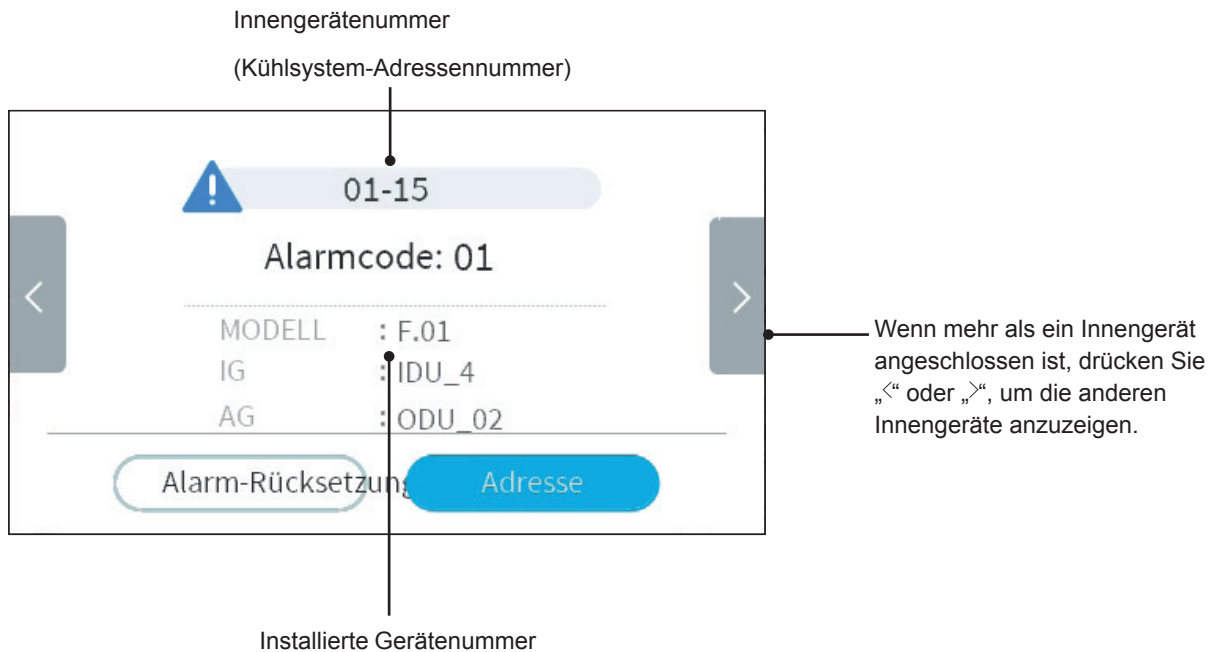 Innengerätenummer
(Kühlsystem-Adressennummer)
01-15
Alarmcode: 01
MODELL : F.01
IG : IDU_4
AG : ODU_02
Alarm-Rücksetzung Adresse
Wenn mehr als ein Innengerät
angeschlossen ist, drücken Sie
„<“ oder „>“, um die anderen
Innengeräte anzuzeigen.
Installierte Gerätenummer